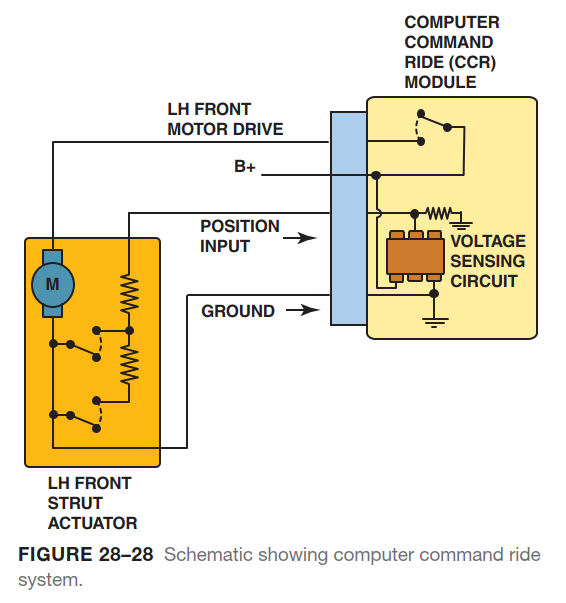 COMPUTER
COMMAND
RIDE (CCR)
MODULE
LH FRONT
MOTOR DRIVE
B+
POSITION
INPUT
VOLTAGE
SENSING
CIRCUIT
M
GROUND
LH FRONT
STRUT
ACTUATOR
FIGURE 28–28 Schematic showing computer command ride
system.